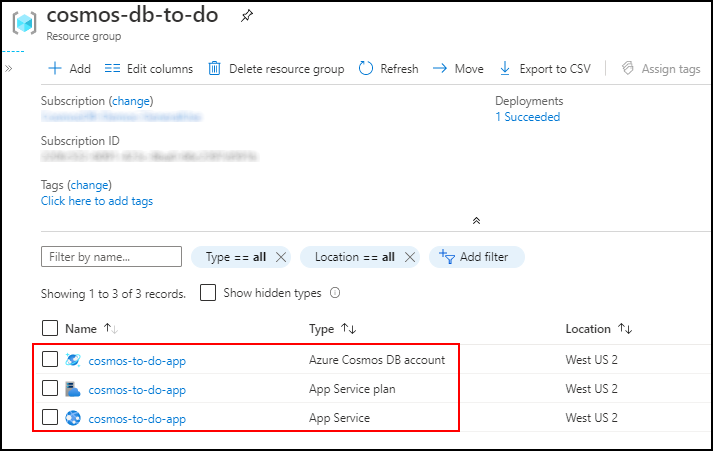 cosmos-db-to-do
Resource group
Add Edit columns Delete resource group Refresh Move Export to CSV Assign tags
Subscription (change) Deployments
1 Succeeded
Subscription ID
Tags (change)
Click here to add tags
Filter by name... Type == all Location == all Add filter
Showing 1 to 3 of 3 records. Show hidden types
Name Type Location
cosmos-to-do-app Azure Cosmos DB account West US 2
cosmos-to-do-app App Service plan West US 2
cosmos-to-do-app App Service West US 2